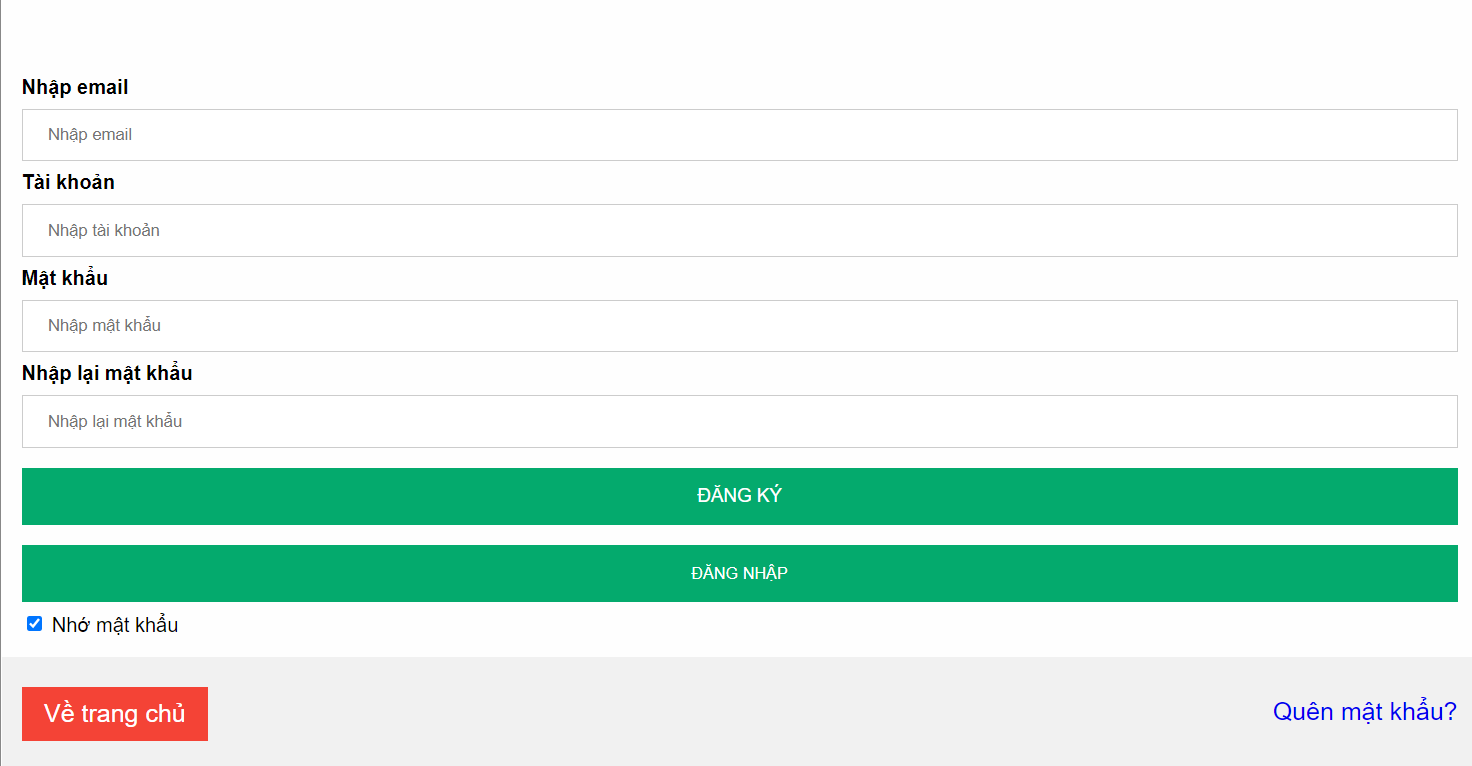 Nhập email
Nhập email
Tài khoản
Nhập tài khoản
Mật khẩu
Nhập mật khẩu
Nhập lại mật khẩu
Nhập lại mật khẩu
ĐĂNG KÝ
ĐĂNG NHẬP
Nhớ mật khẩu
Về trang chủ
Quên mật khẩu?